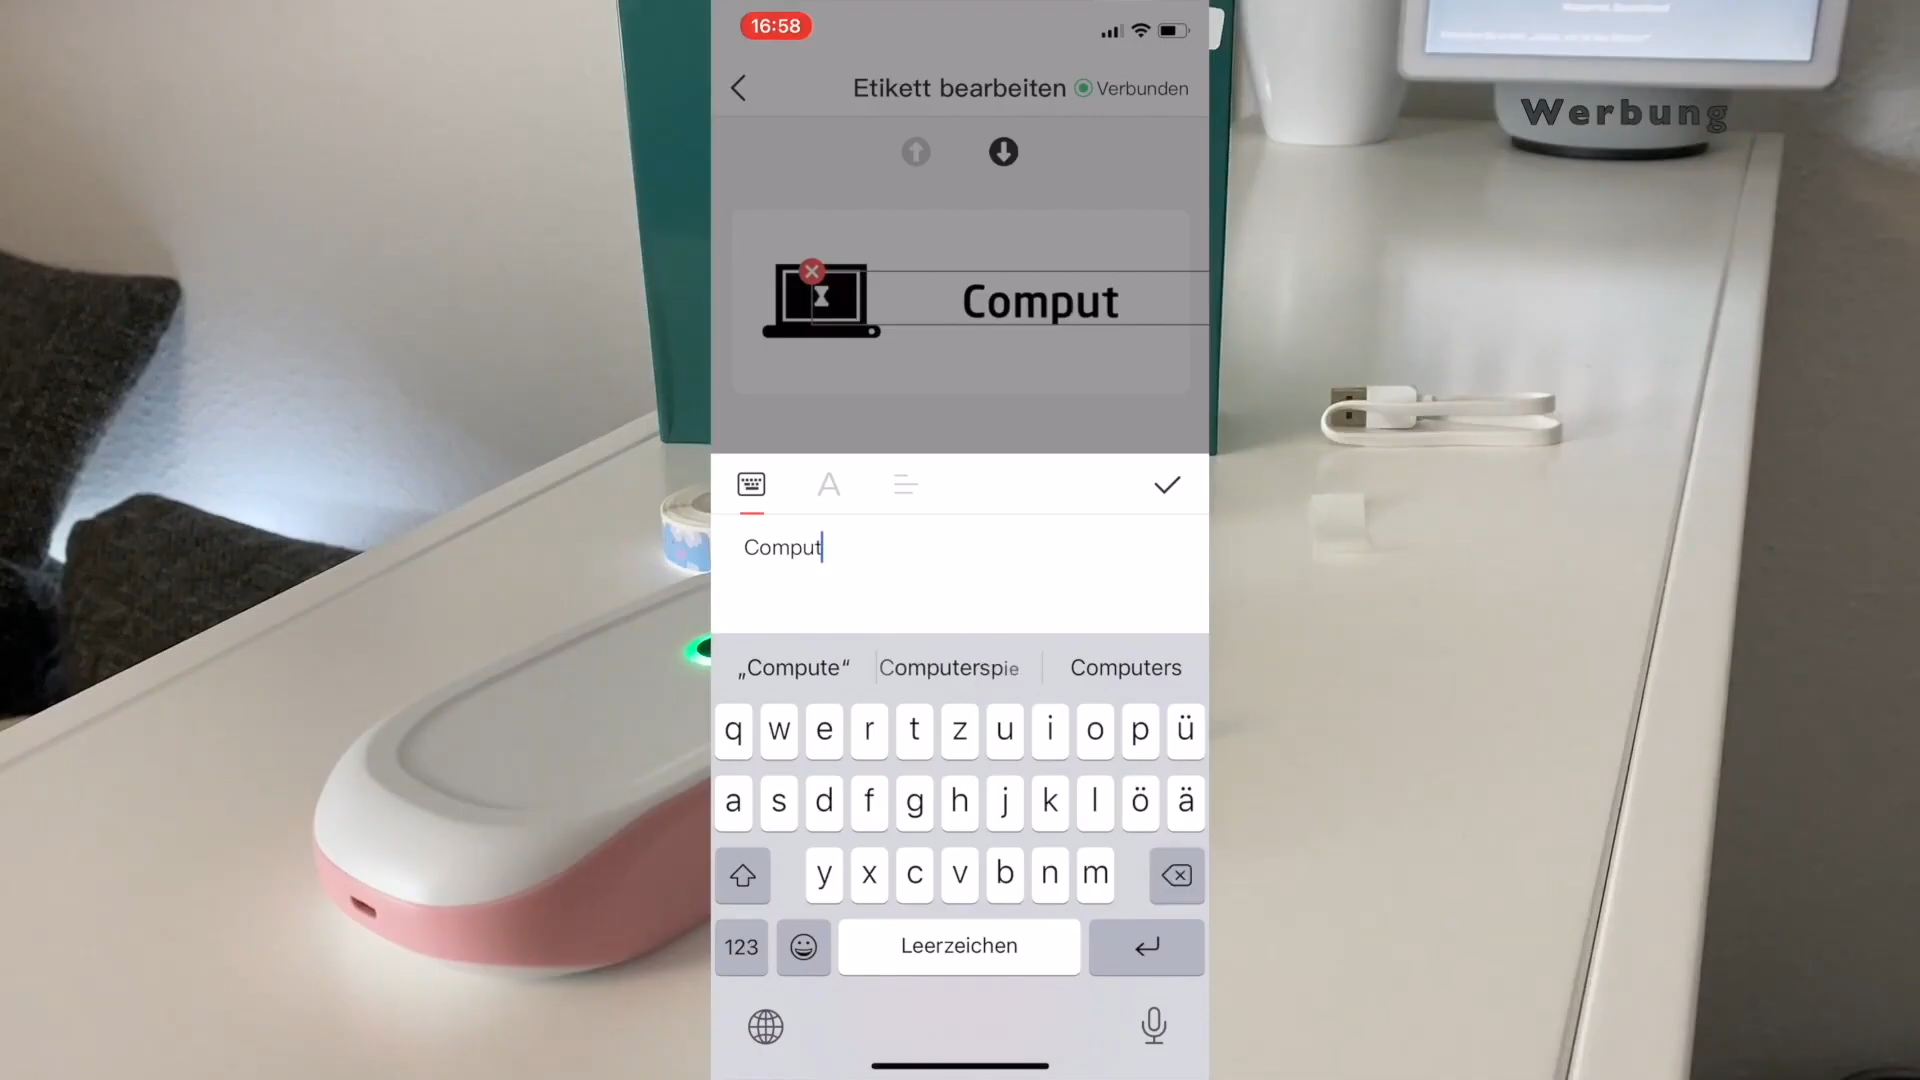 16:58
Etikett bearbeiten
Verbunden
Werbung
Comput
A
Comput
„Compute“ Computerspie Computers
q w e r t z u i o p ü
a s d f g h j k l ö ä
y x c v b n m
123 Leerzeichen